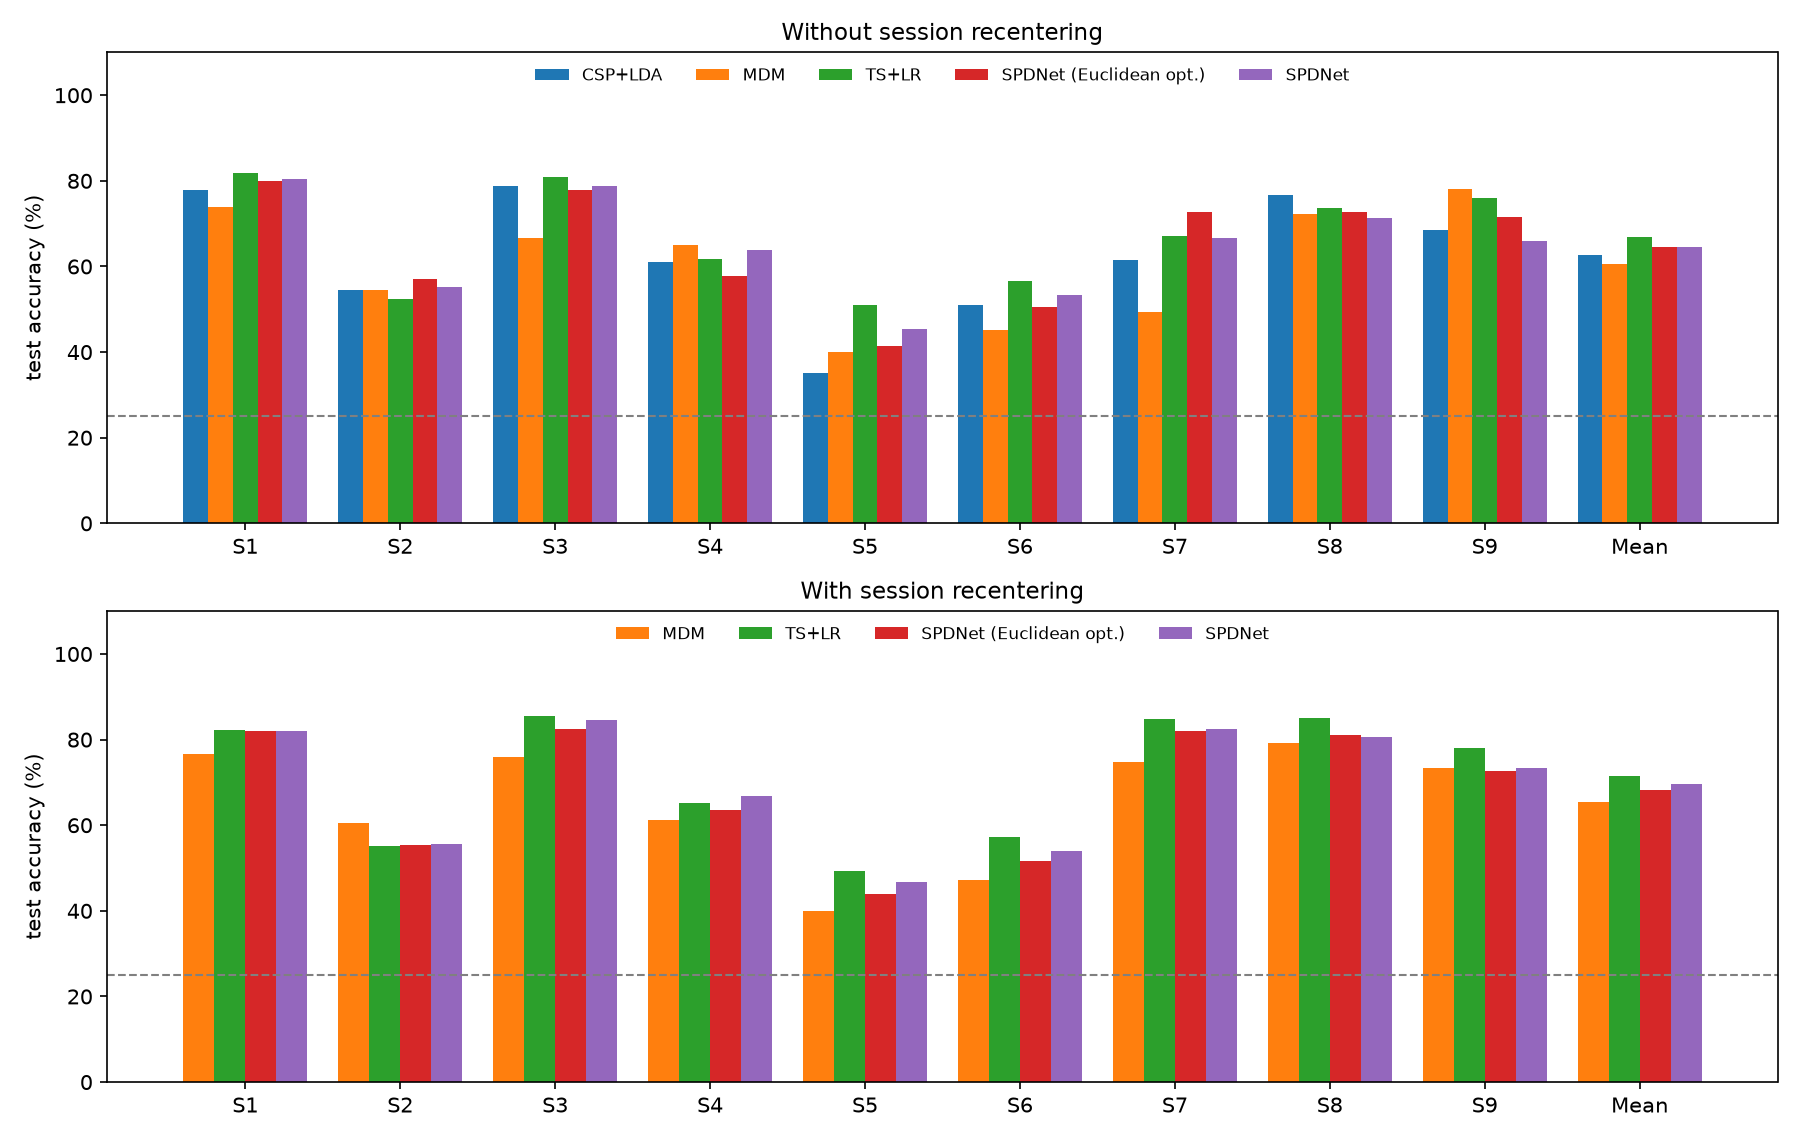 Without session recentering
CSP+LDA MDM TS+LR SPDNet (Euclidean opt.) SPDNet
test accuracy (%)
100
80
60
40
20
0
S1 S2 S3 S4 S5 S6 S7 S8 S9 Mean
With session recentering
MDM TS+LR SPDNet (Euclidean opt.) SPDNet
test accuracy (%)
100
80
60
40
20
0
S1 S2 S3 S4 S5 S6 S7 S8 S9 Mean